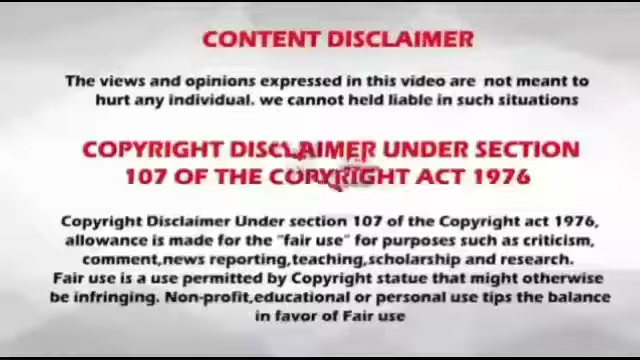 CONTENT DISCLAIMER
The views and opinions expressed in this video are not meant to
hurt any individual. we cannot held liable in such situations
COPYRIGHT DISCLAIMER UNDER SECTION
107 OF THE COPYRIGHT ACT 1976
Copyright Disclaimer Under section 107 of the Copyright act 1976,
allowance is made for the "fair use" for purposes such as criticism,
comment,news reporting,teaching,scholarship and research.
Fair use is a use permitted by Copyright statue that might otherwise
be infringing. Non-profit,educational or personal use tips the balance
in favor of Fair use